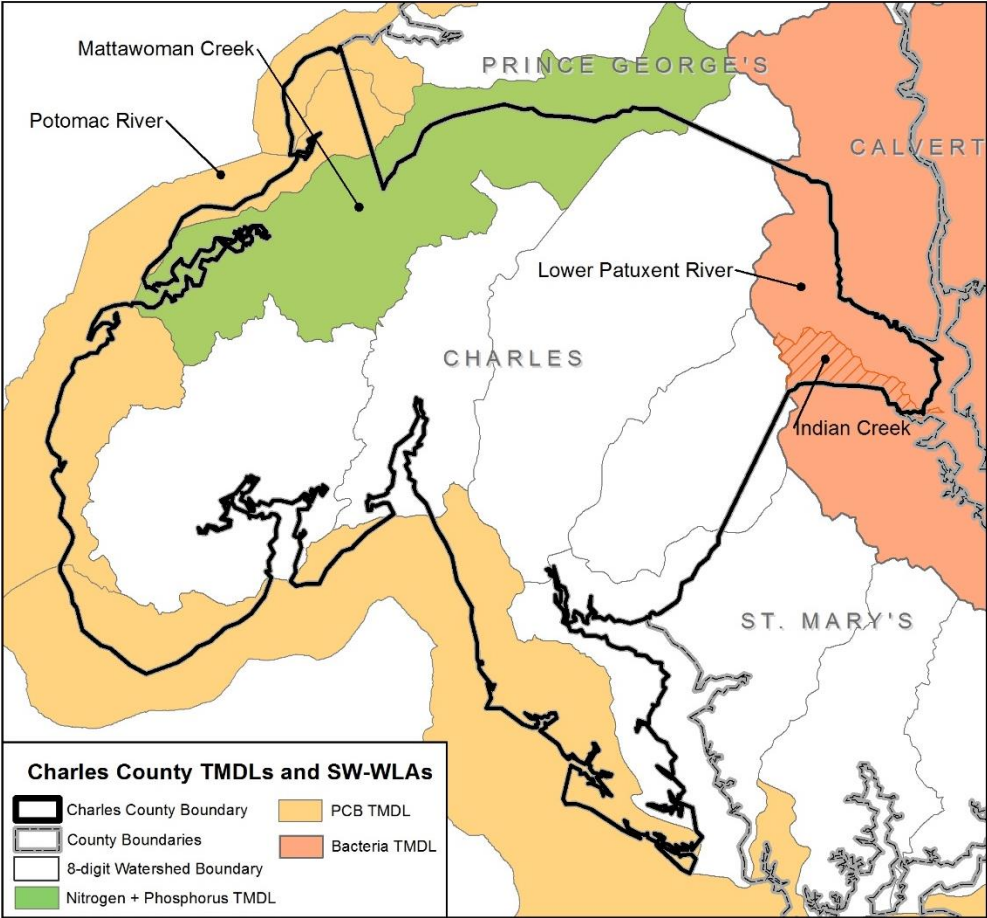 Mattawoman Creek
PRINCE GEORGE'S
Potomac River
CALVERT
Lower Patuxent River
CHARLES
Indian Creek
ST. MARY'S
Charles County TMDLs and SW-WLAs
Charles County Boundary
County Boundaries
8-digit Watershed Boundary
Nitrogen + Phosphorus TMDL
PCB TMDL
Bacteria TMDL